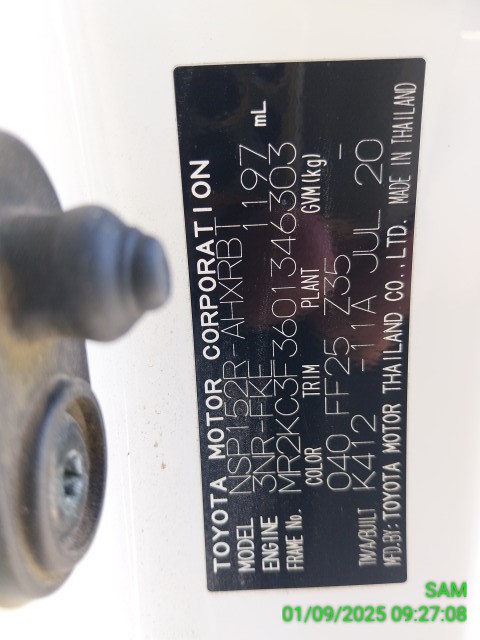 TOYOTA MOTOR CORPORATION
MODEL NSP152R-AHXRBT
ENGINE 3NR-FKE 1197 mL
FRAME No. MR2KC3F3601346303
COLOR TRIM PLANT GVM(kg)
040 FF25 Z35 -
TM/A/BUILT K412 -11A JUL 20
MFD.BY: TOYOTA MOTOR THAILAND CO.,LTD. MADE IN THAILAND
SAM
01/09/2025 09:27:08